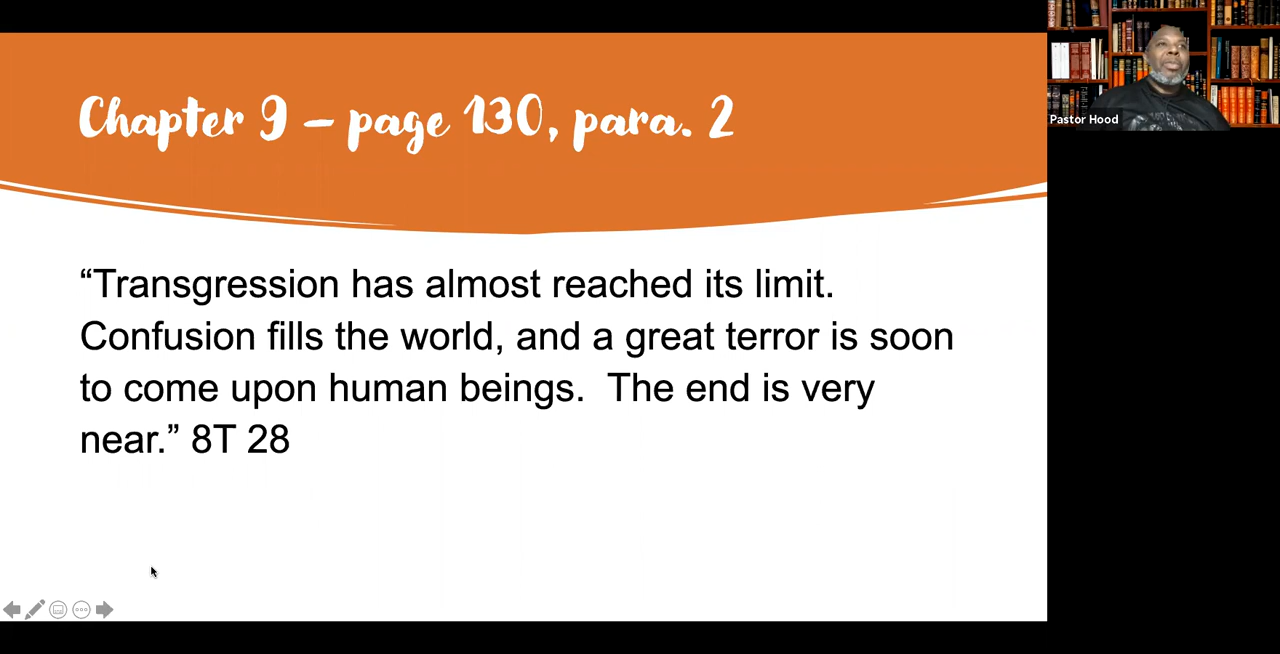 Chapter 9 – page 130, para. 2
Pastor Hood
“Transgression has almost reached its limit.
Confusion fills the world, and a great terror is soon
to come upon human beings.  The end is very
near.” 8T 28